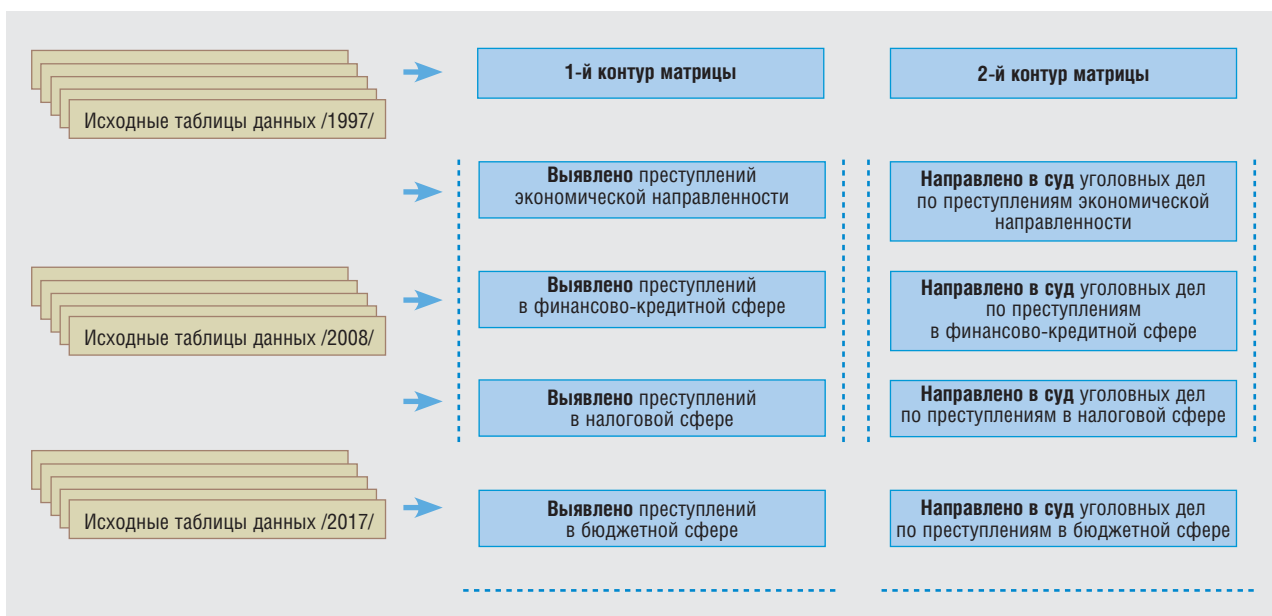 Исходные таблицы данных /1997/
1-й контур матрицы
2-й контур матрицы
Выявлено преступлений
экономической направленности
Направлено в суд уголовных дел
по преступлениям экономической
направленности
Исходные таблицы данных /2008/
Выявлено преступлений
в финансово-кредитной сфере
Направлено в суд уголовных дел
по преступлениям
в финансово-кредитной сфере
Выявлено преступлений
в налоговой сфере
Направлено в суд уголовных дел
по преступлениям в налоговой сфере
Исходные таблицы данных /2017/
Выявлено преступлений
в бюджетной сфере
Направлено в суд уголовных дел
по преступлениям в бюджетной сфере